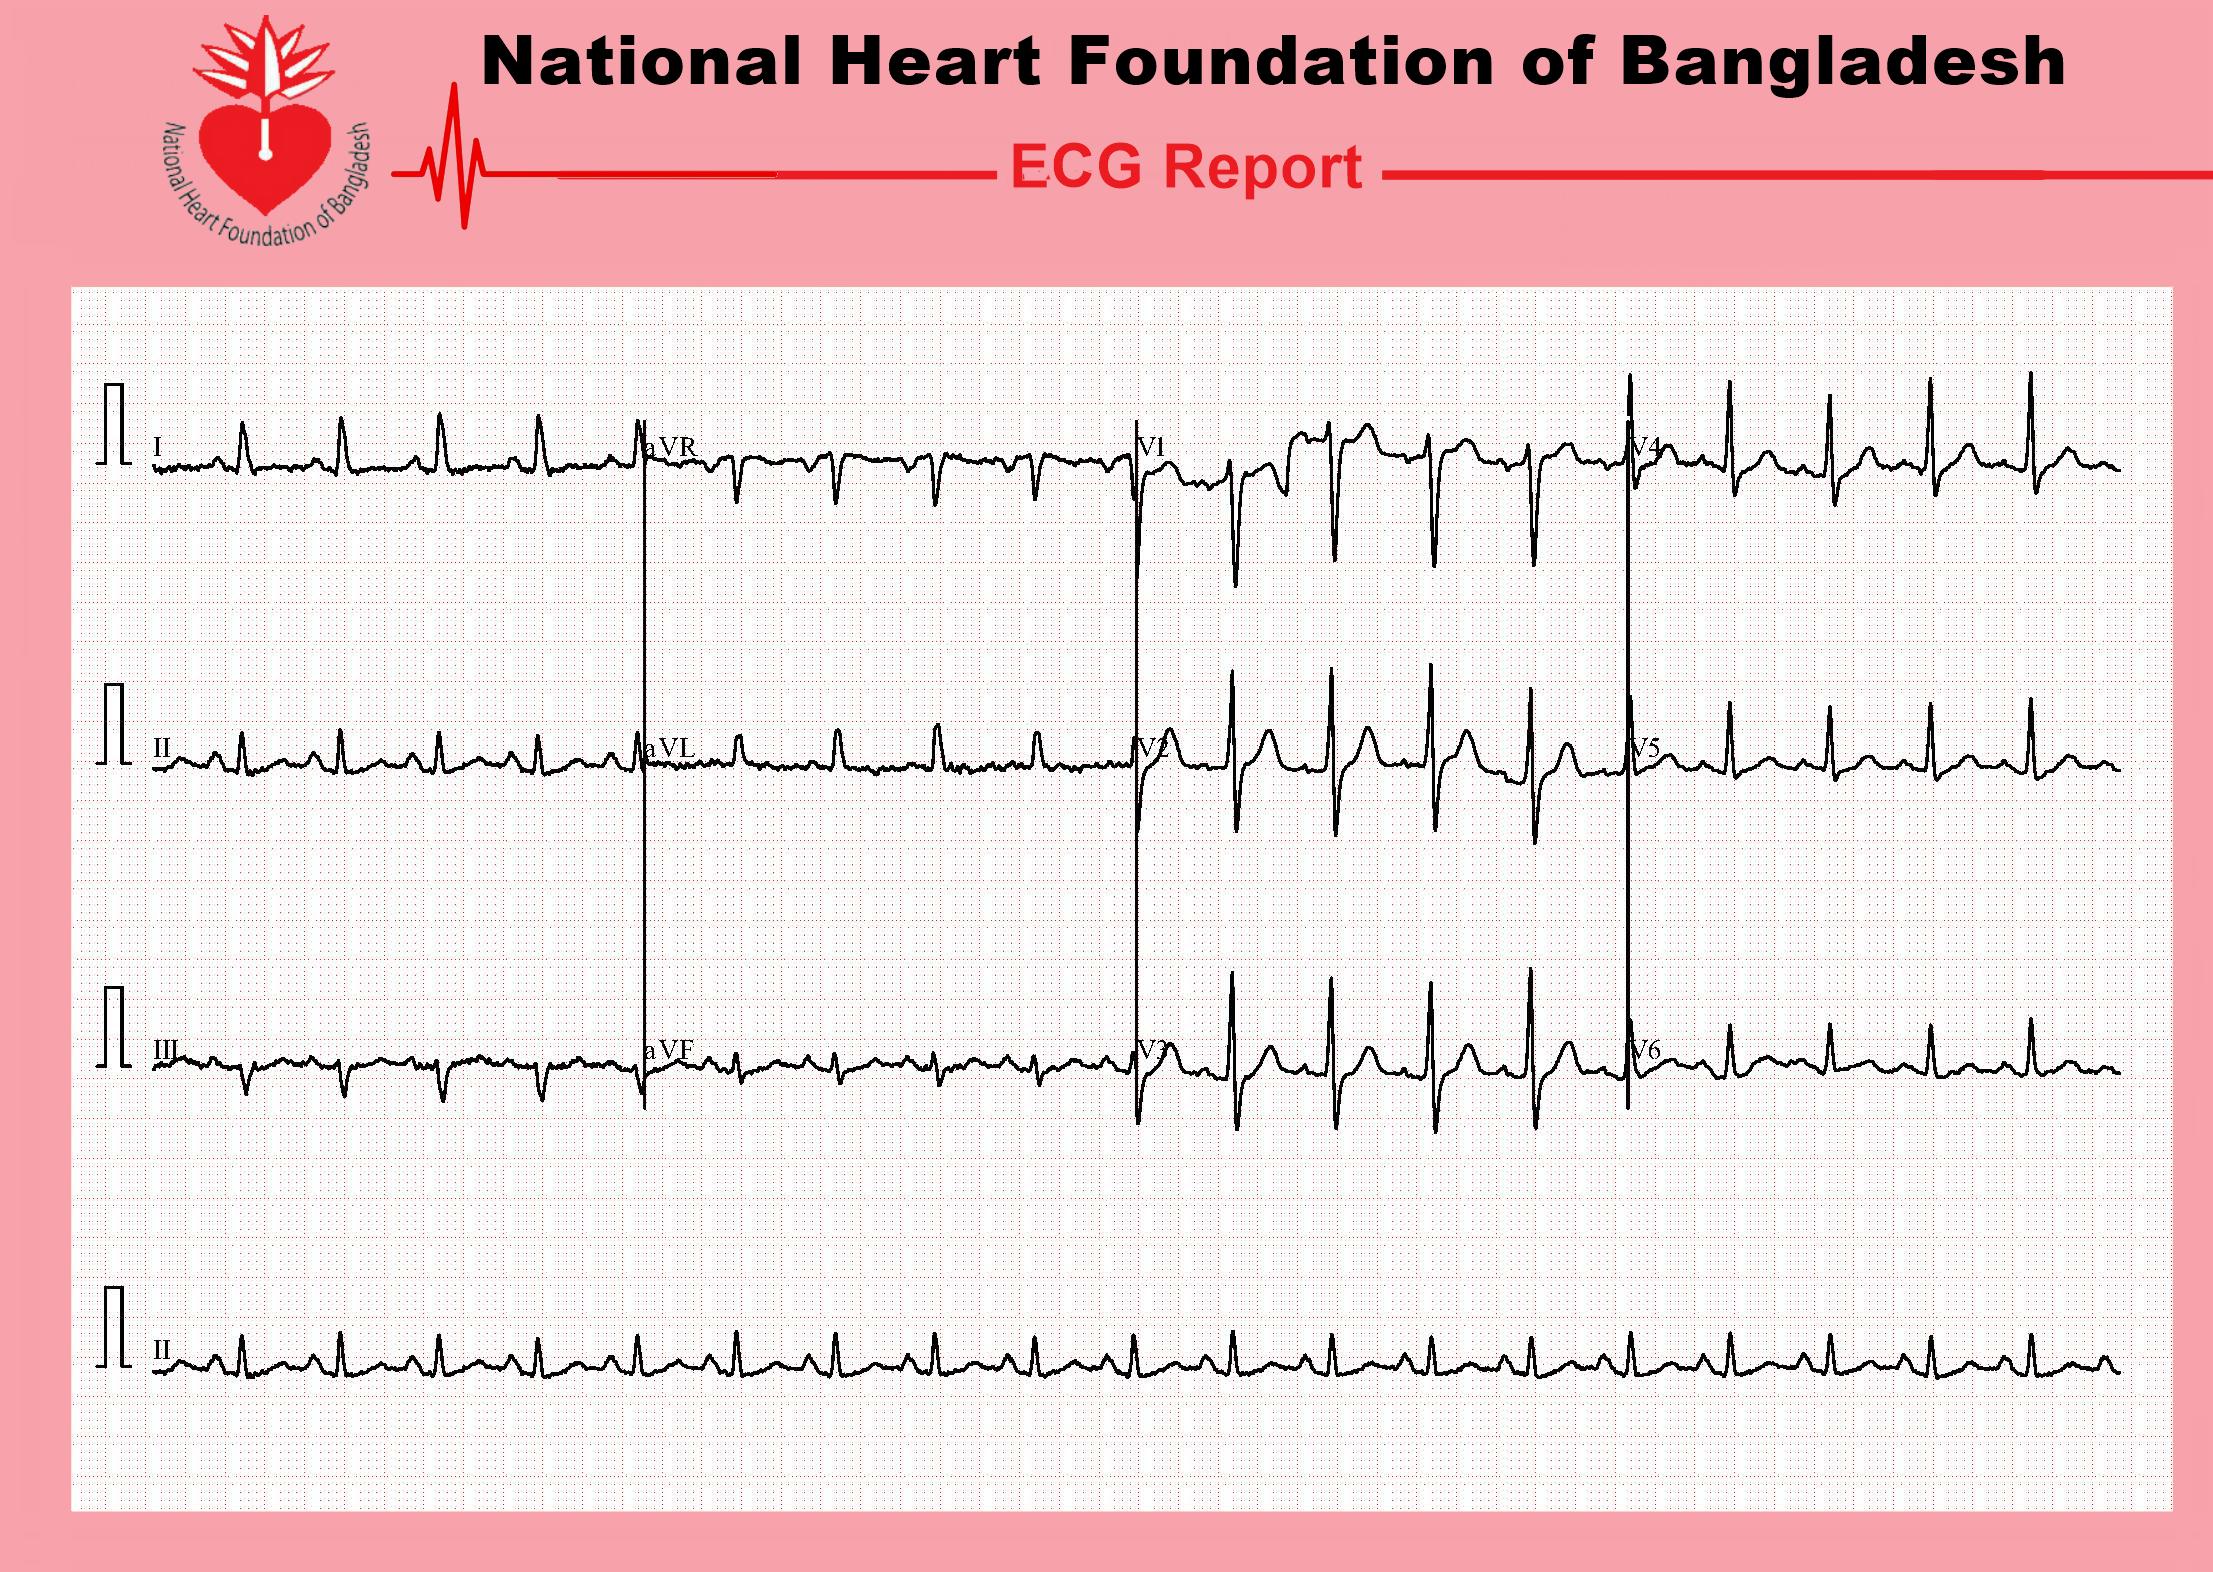 National Heart Foundation of Bangladesh
National Heart Foundation of Bangladesh
ECG Report
I aVR V1 V4
II aVL V2 V5
III aVF V3 V6
II